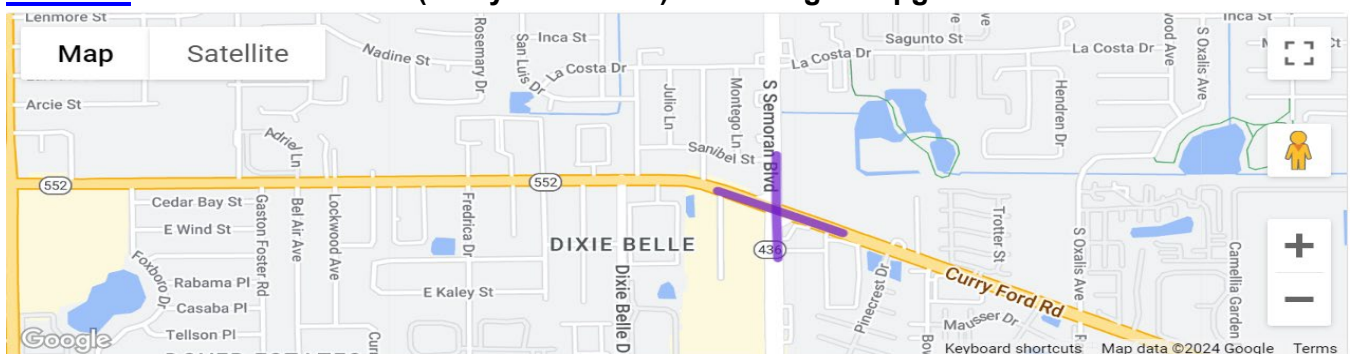 Lenmore St
Map
Satellite
Nadine St
Rosemary Dr
San Luis Dr
Inca St
La Costa Dr
Julio Ln
Montego Ln
S Semoran Blvd
La Costa Dr
Sagunto St
La Costa Dr
Inca St
S Oxalis Ave
Hendren Dr
Arcie St
Adriel Ln
Sanibel St
552
552
Cedar Bay St
E Wind St
Foxboro Dr
Rabama Pl
Casaba Pl
Tellson Pl
Gaston Foster Rd
Bel Air Ave
Lockwood Ave
Fredrica Dr
E Kaley St
DIXIE BELLE
Dixie Belle D
436
Pinecrest Dr
Curry Ford Rd
Mausser Dr
Trotter St
S Oxalis Ave
Camellia Garden
Google
Keyboard shortcuts
Map data ©2024 Google
Terms